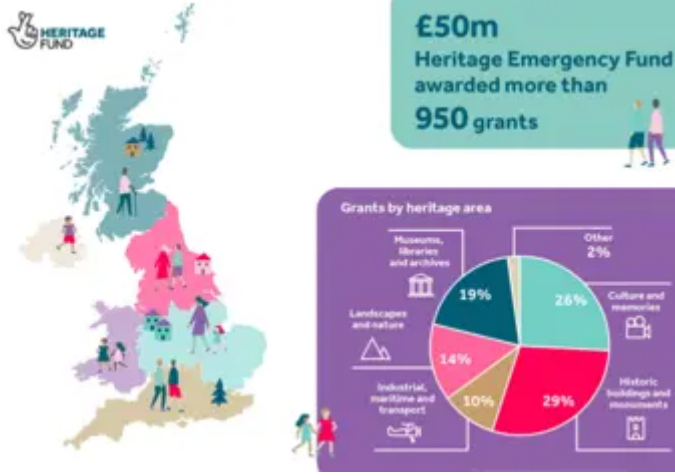 HERITAGE
FUND
£50m
Heritage Emergency Fund
awarded more than
950 grants
Grants by heritage area
Museums,
libraries
and archives
Other
2%
19%
26%
Culture and
memories
Landscapes
and nature
14%
Industrial,
maritime and
transport
10%
29%
Historic
buildings and
monuments